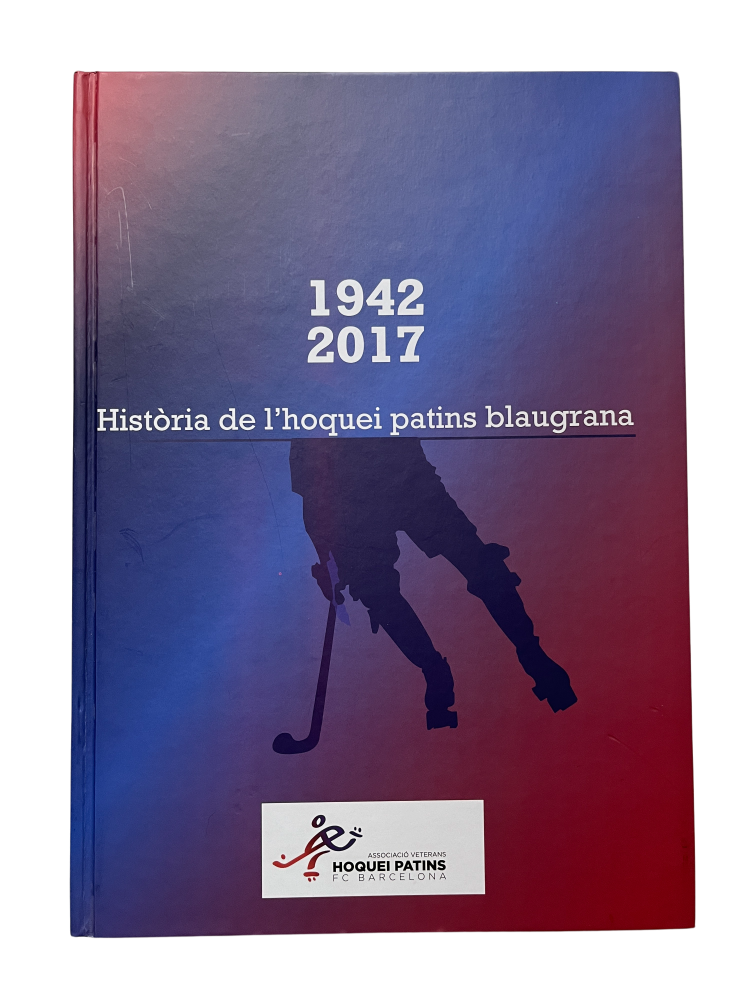 1942
2017
Història de l'hoquei patins blaugrana
ASSOCIACIÓ VETERANS
HOQUEI PATINS
FC BARCELONA